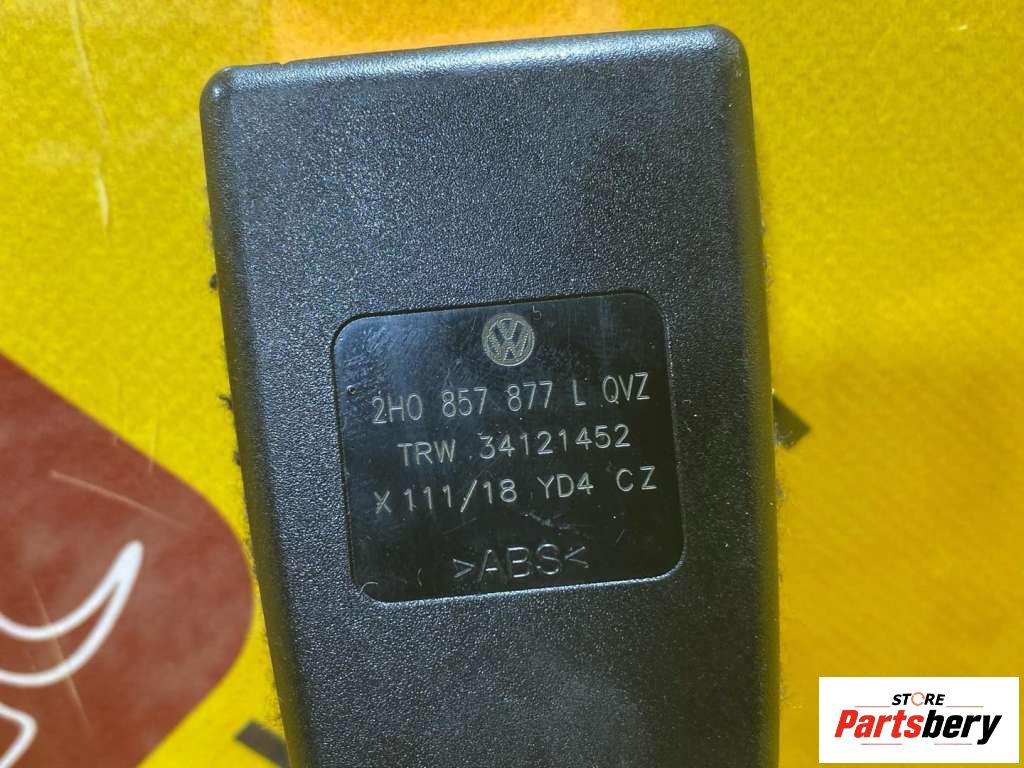 2H0 857 877 L QVZ
TRW 34121452
X 111/18 YD4 CZ
>ABS<
STORE
Partsbery